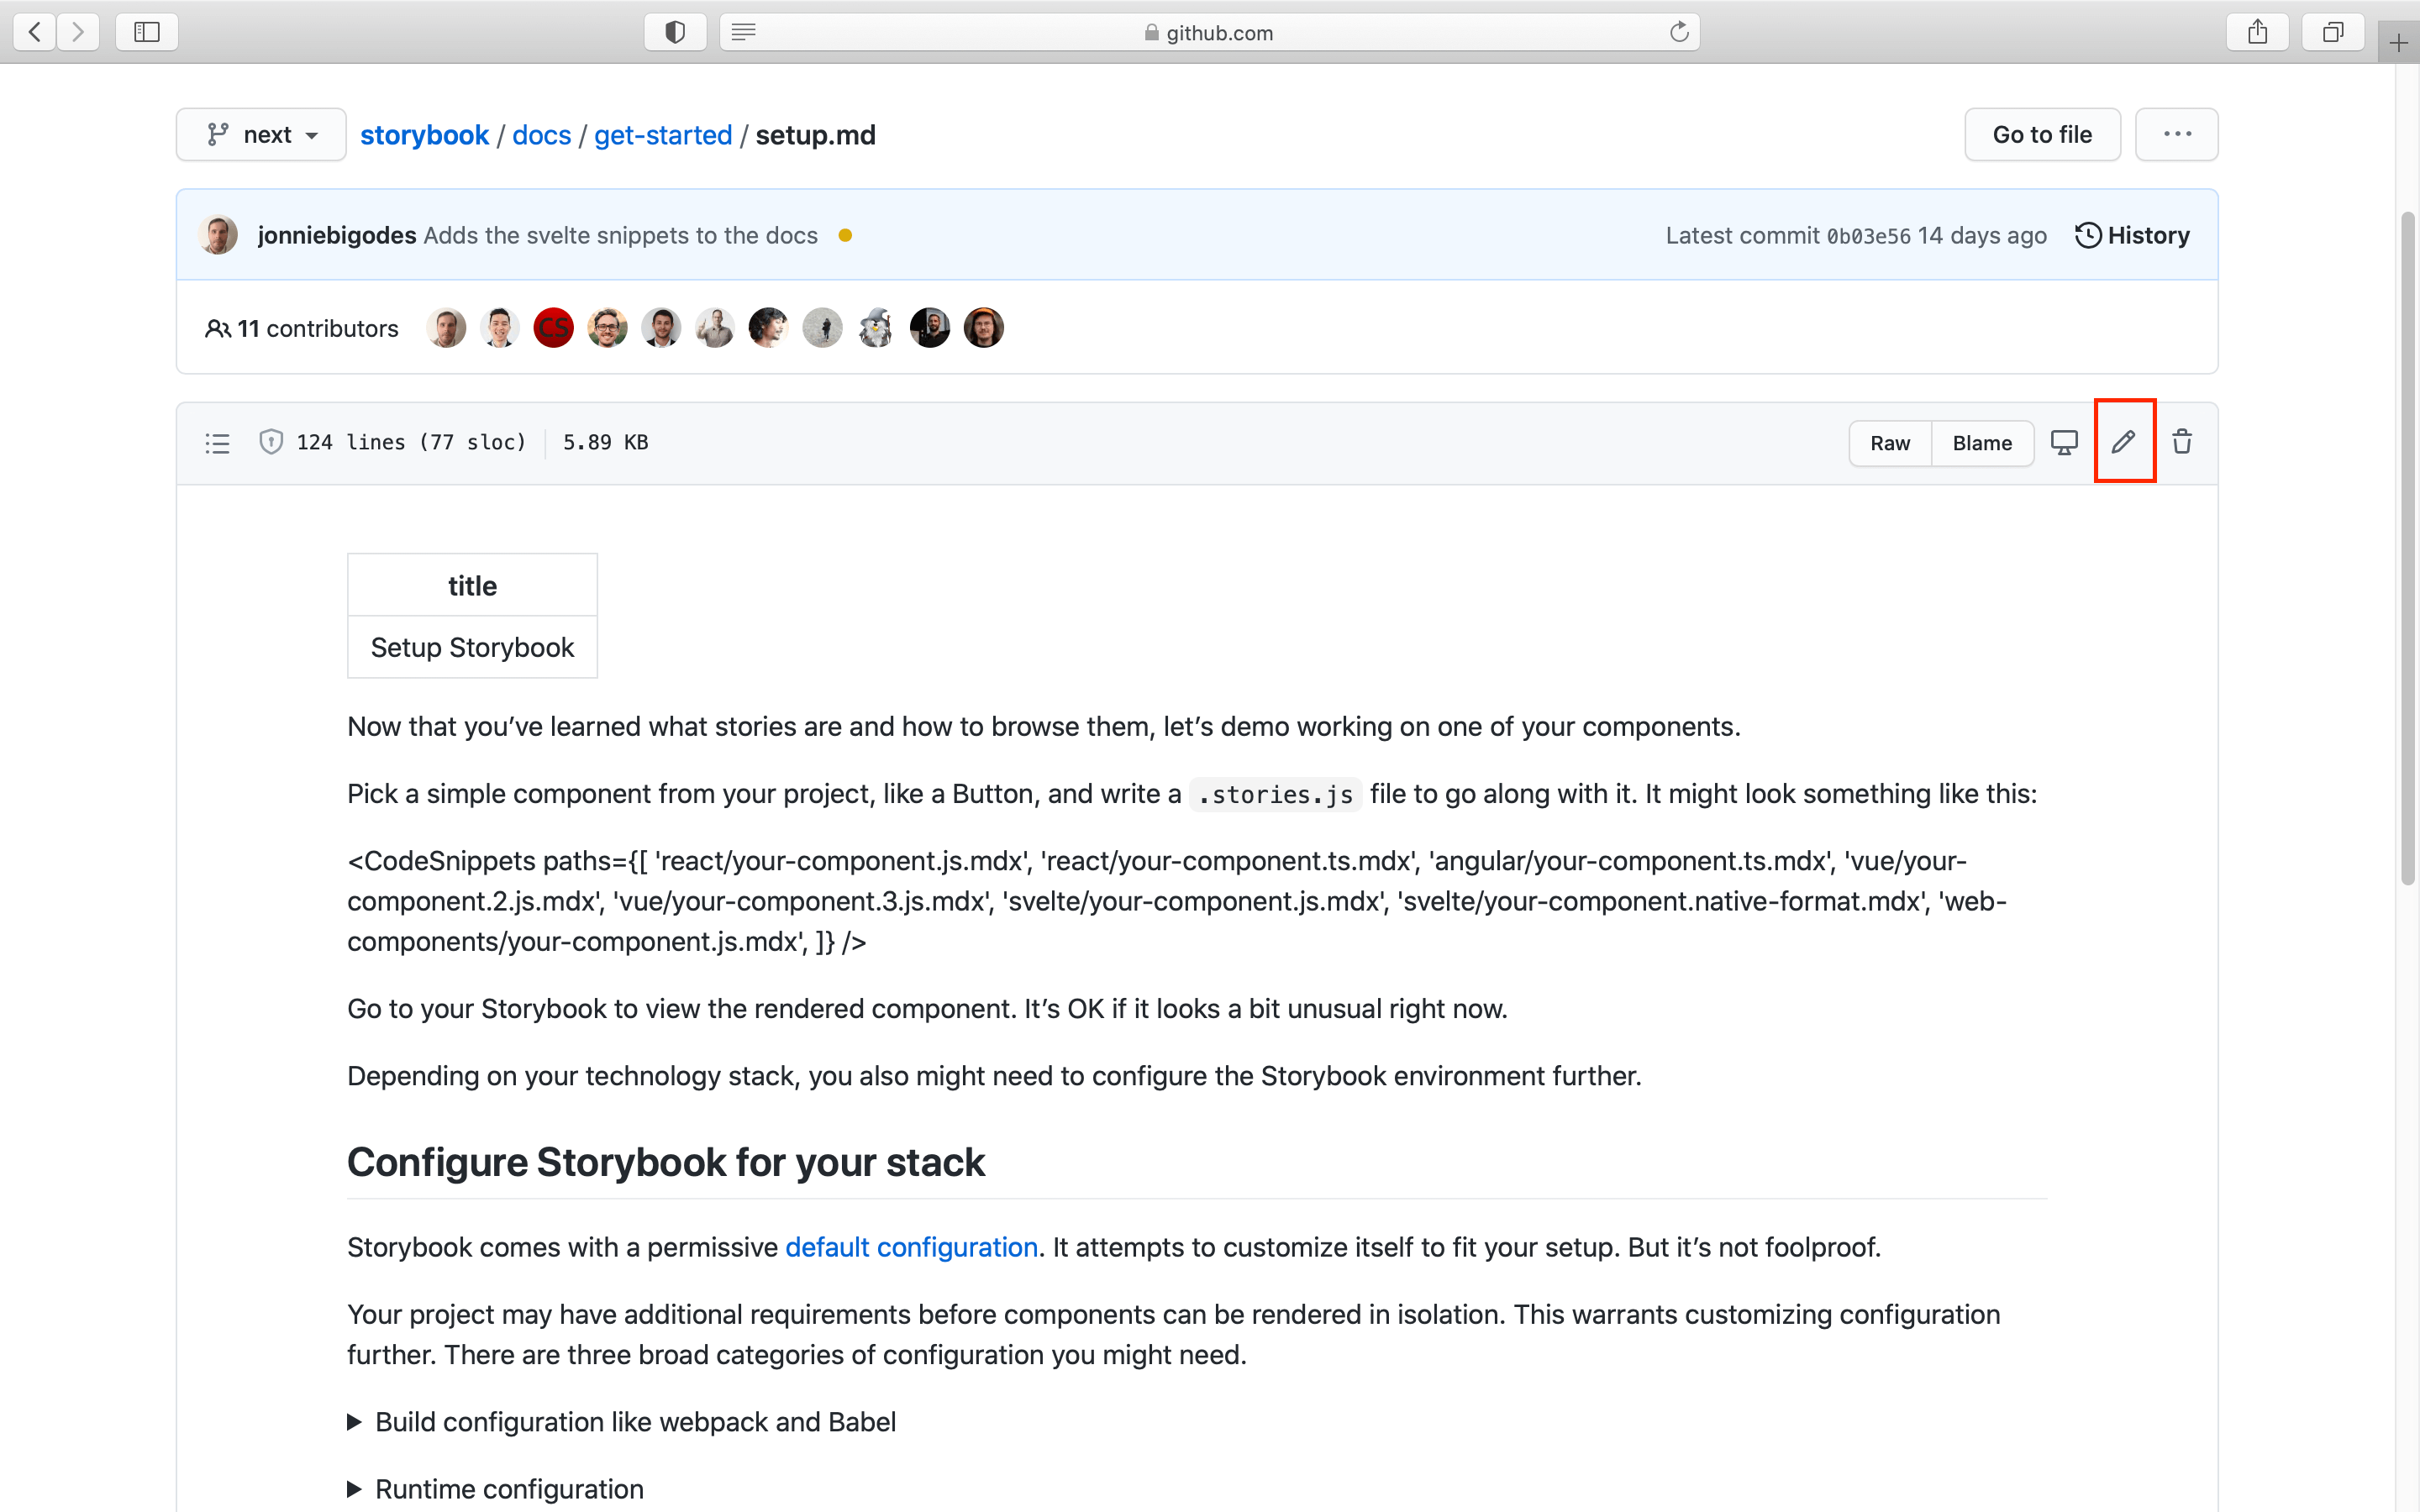 github.com
next
storybook / docs / get-started / setup.md
Go to file
jonniebigodes Adds the svelte snippets to the docs
Latest commit 0b03e56 14 days ago
History
11 contributors
CS
124 lines (77 sloc)
5.89 KB
Raw
Blame
title
Setup Storybook
Now that you’ve learned what stories are and how to browse them, let’s demo working on one of your components.
Pick a simple component from your project, like a Button, and write a .stories.js file to go along with it. It might look something like this:
<CodeSnippets paths={[ 'react/your-component.js.mdx', 'react/your-component.ts.mdx', 'angular/your-component.ts.mdx', 'vue/your-
component.2.js.mdx', 'vue/your-component.3.js.mdx', 'svelte/your-component.js.mdx', 'svelte/your-component.native-format.mdx', 'web-
components/your-component.js.mdx', ]} />
Go to your Storybook to view the rendered component. It’s OK if it looks a bit unusual right now.
Depending on your technology stack, you also might need to configure the Storybook environment further.
Configure Storybook for your stack
Storybook comes with a permissive default configuration. It attempts to customize itself to fit your setup. But it’s not foolproof.
Your project may have additional requirements before components can be rendered in isolation. This warrants customizing configuration
further. There are three broad categories of configuration you might need.
Build configuration like webpack and Babel
Runtime configuration